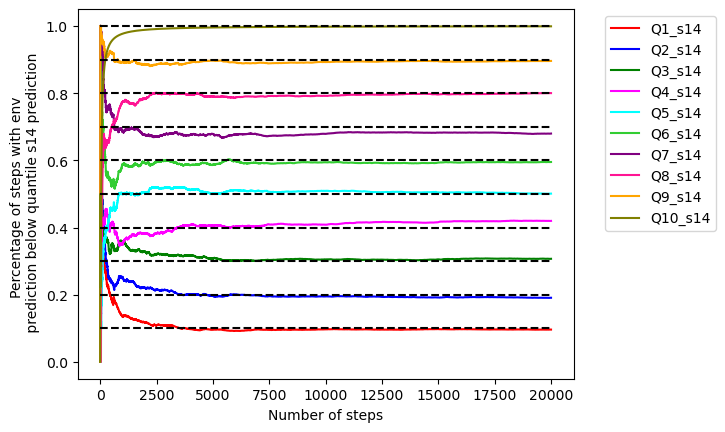 Percentage of steps with env
prediction below quantile s14 prediction
1.0
0.8
0.6
0.4
0.2
0.0
0
2500
5000
7500
10000
12500
15000
17500
20000
Number of steps
Q1_s14
Q2_s14
Q3_s14
Q4_s14
Q5_s14
Q6_s14
Q7_s14
Q8_s14
Q9_s14
Q10_s14